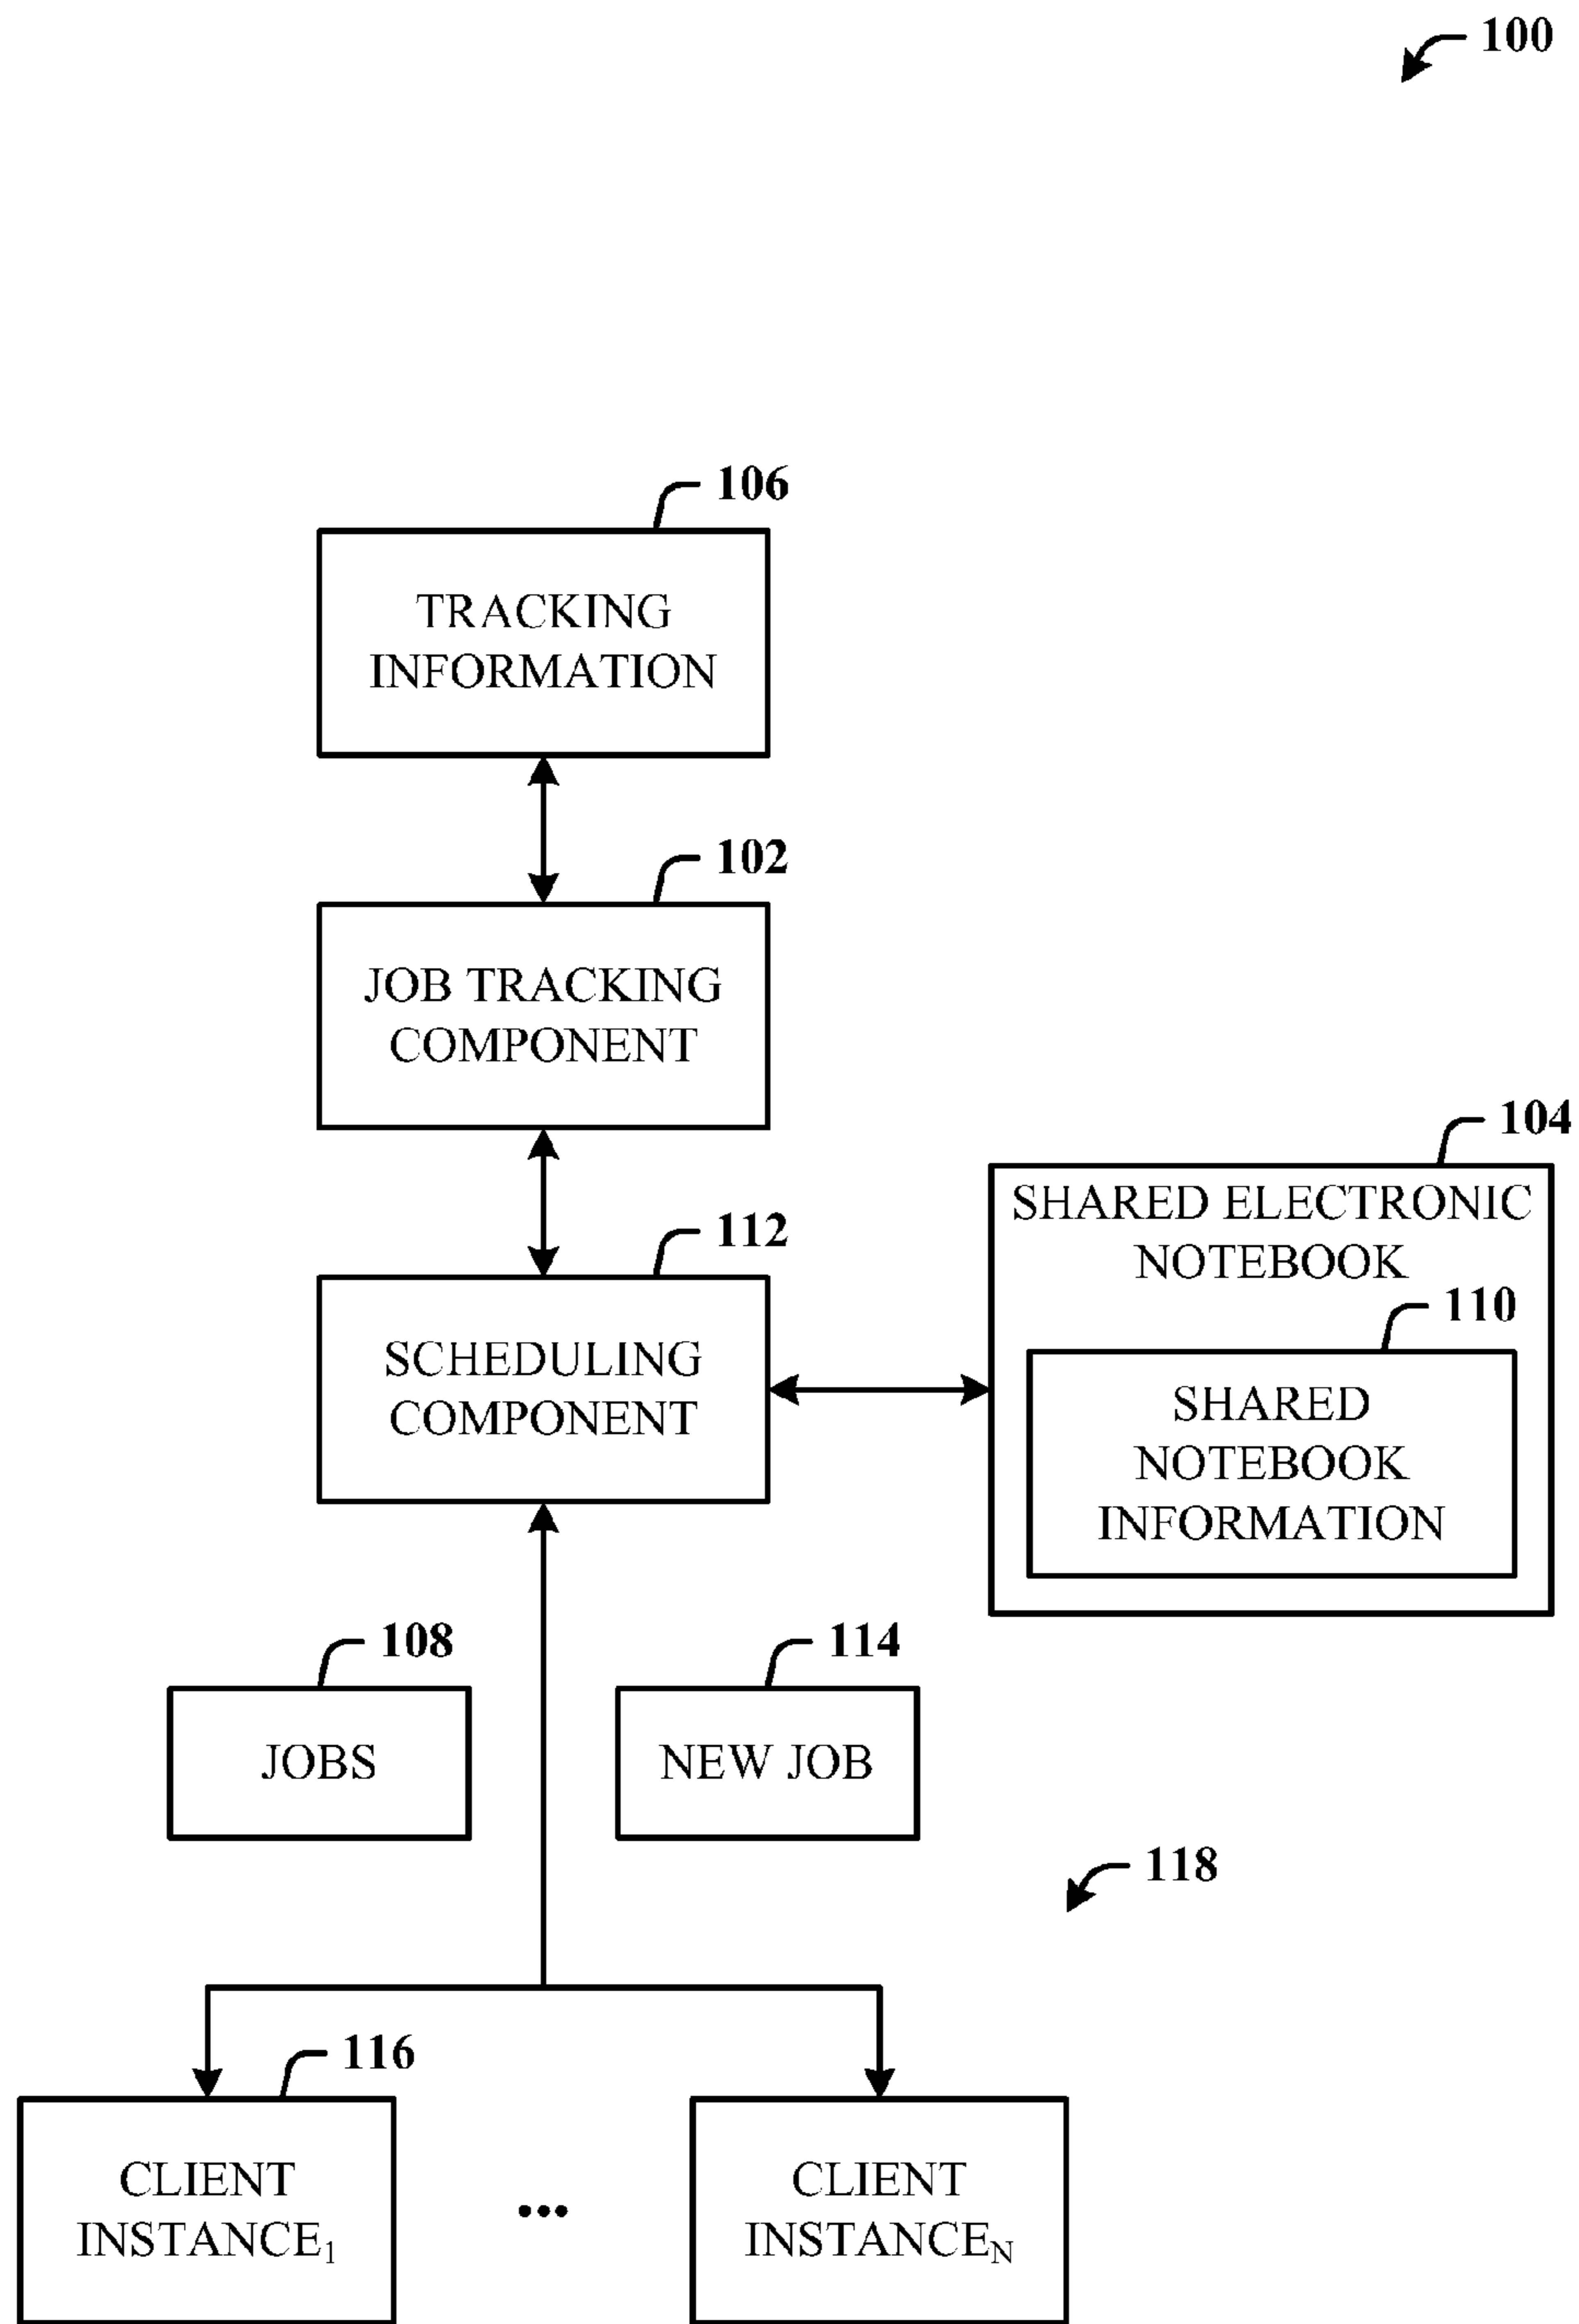 100
106
TRACKING
INFORMATION
102
JOB TRACKING
COMPONENT
104
SHARED ELECTRONIC
NOTEBOOK
112
110
SCHEDULING
COMPONENT
SHARED
NOTEBOOK
INFORMATION
108
114
JOBS
NEW JOB
118
116
CLIENT
INSTANCE1
...
CLIENT
INSTANCEN